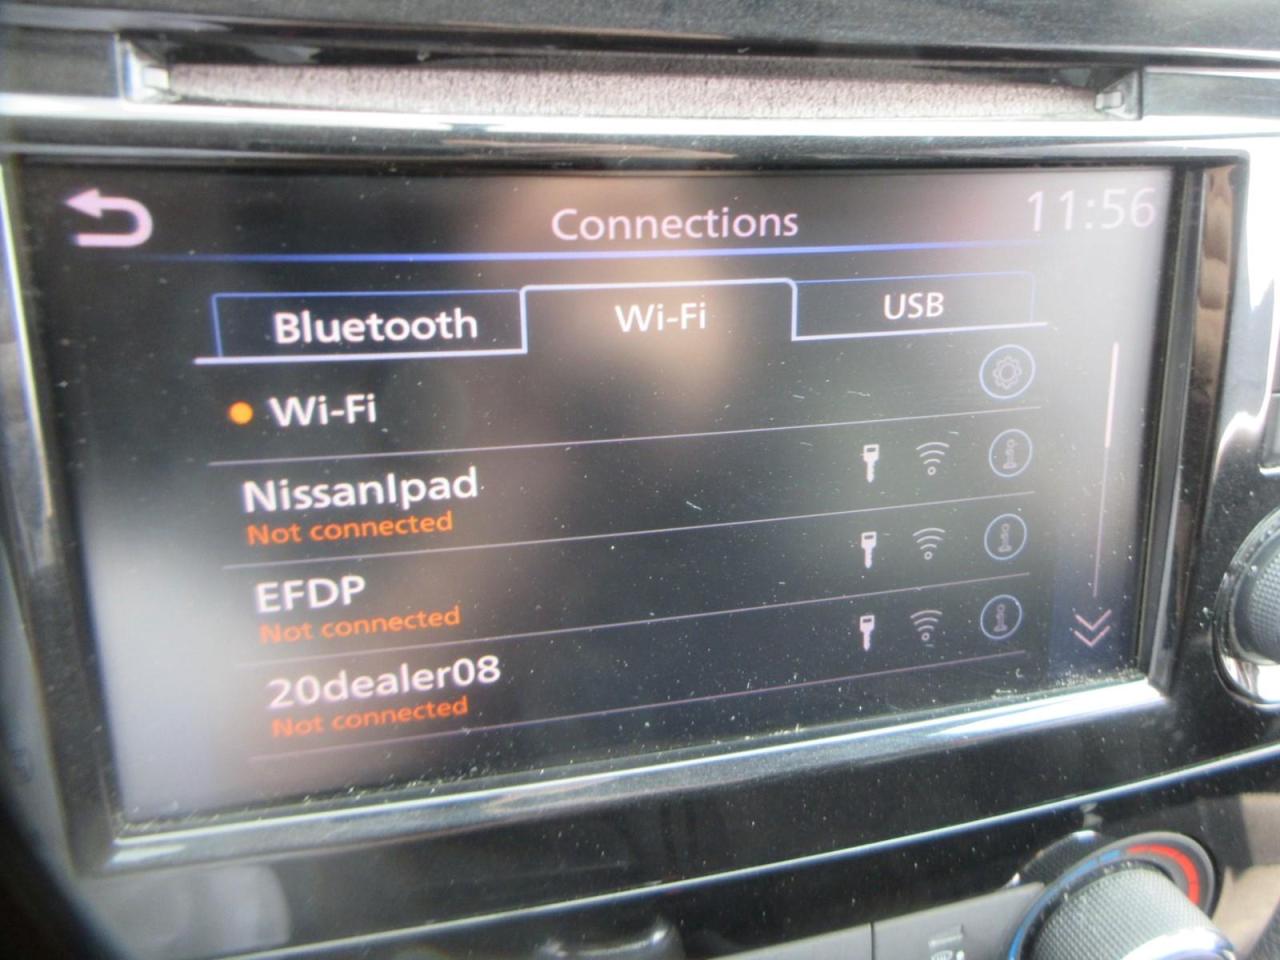 Connections
11:56
Bluetooth
Wi-Fi
USB
Wi-Fi
NissanIpad
Not connected
EFDP
Not connected
20dealer08
Not connected